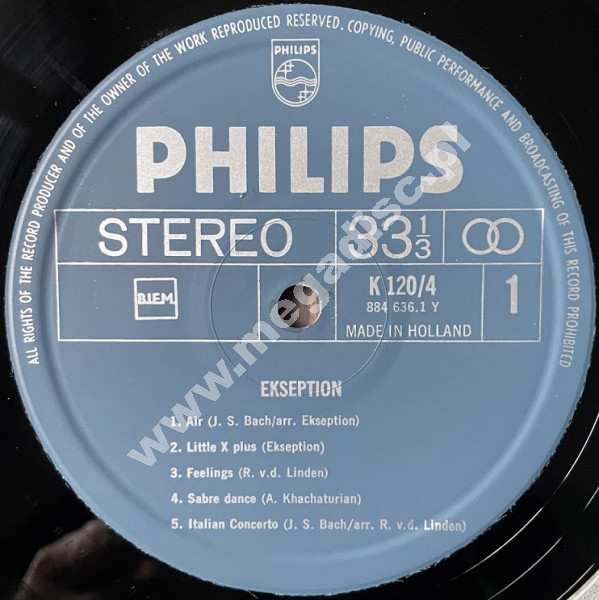 ALL RIGHTS OF THE RECORD PRODUCER AND OF THE OWNER OF THE WORK REPRODUCED RESERVED. COPYING, PUBLIC PERFORMANCE AND BROADCASTING OF THIS RECORD PROHIBITED
PHILIPS
PHILIPS
STEREO 33 1/3
B.I.E.M. K 120/4 1
884 636.1 Y
MADE IN HOLLAND
EKSEPTION
1. Air (J. S. Bach/arr. Ekseption)
2. Little X plus (Ekseption)
3. Feelings (R. v.d. Linden)
4. Sabre dance (A. Khachaturian)
5. Italian Concerto (J. S. Bach/arr. R. v.d. Linden)
www.megadisc.pl